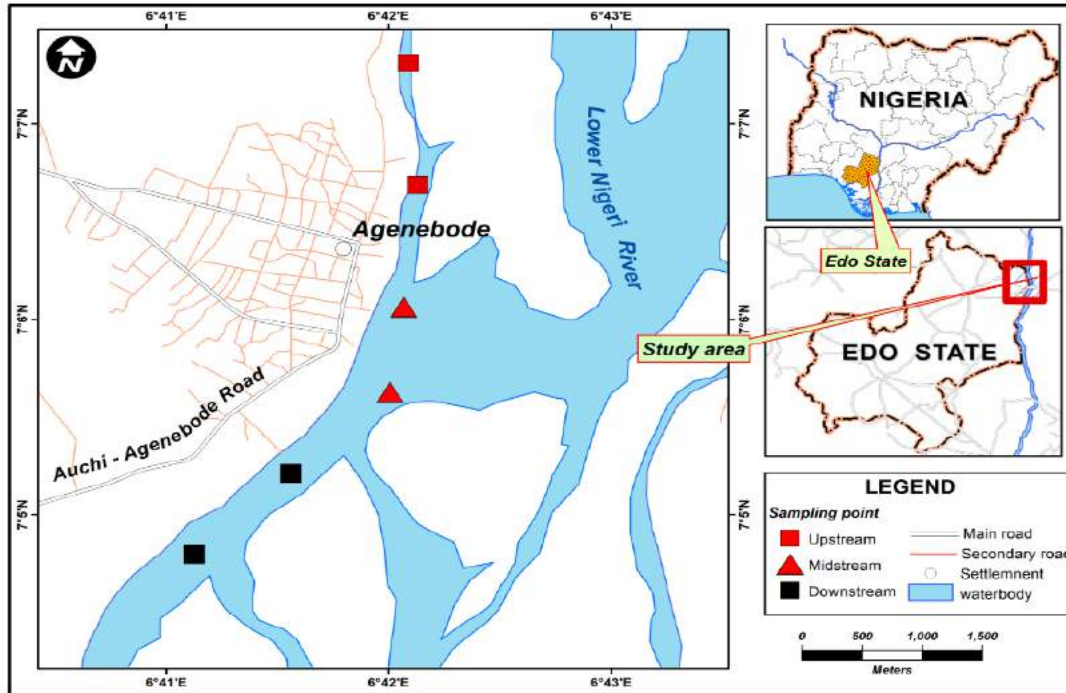 6°41'E
6°42'E
6°43'E
N
7°7'N
7°7'N
Lower Nigeri River
Agenebode
7°6'N
7°6'N
Auchi - Agenebode Road
7°5'N
7°5'N
6°41'E
6°42'E
6°43'E
NIGERIA
Edo State
Study area
EDO STATE
LEGEND
Sampling point
Upstream
Midstream
Downstream
Main road
Secondary road
Settlemnent
waterbody
0 500 1,000 1,500
Meters